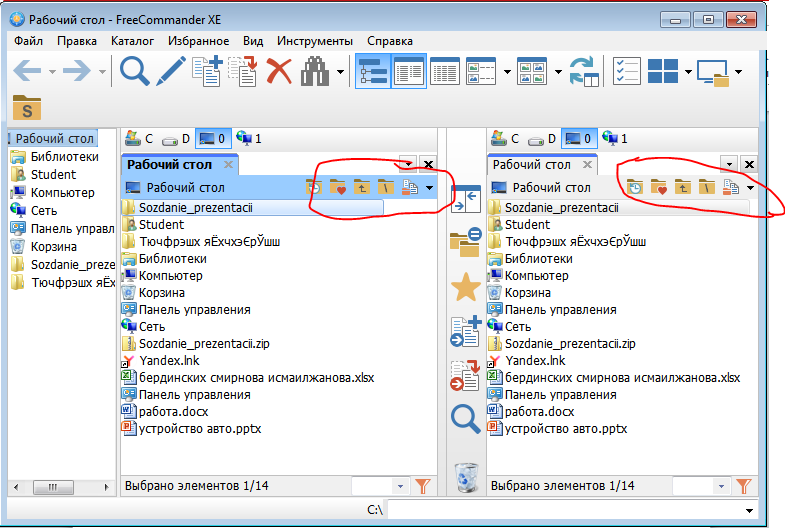 Рабочий стол - FreeCommander XE
Файл Правка Каталог Избранное Вид Инструменты Справка
S
C D 0 1
C D 0 1
Рабочий стол
Библиотеки
Student
Компьютер
Сеть
Панель управл
Корзина
Sozdanie_preze
Тючфрэшх яЁх
Рабочий стол
Рабочий стол
Sozdanie_prezentacii
Student
Тючфрэшх яЁхчхэЄрЎшш
Библиотеки
Компьютер
Корзина
Панель управления
Сеть
Sozdanie_prezentacii.zip
Yandex.lnk
бердинских смирнова исмаилжанова.xlsx
Панель управления
работа.docx
устройство авто.pptx
Выбрано элементов 1/14
Рабочий стол
Рабочий стол
Sozdanie_prezentacii
Student
Тючфрэшх яЁхчхэЄрЎшш
Библиотеки
Компьютер
Корзина
Панель управления
Сеть
Sozdanie_prezentacii.zip
Yandex.lnk
бердинских смирнова исмаилжанова.xlsx
Панель управления
работа.docx
устройство авто.pptx
Выбрано элементов 1/14
C:\